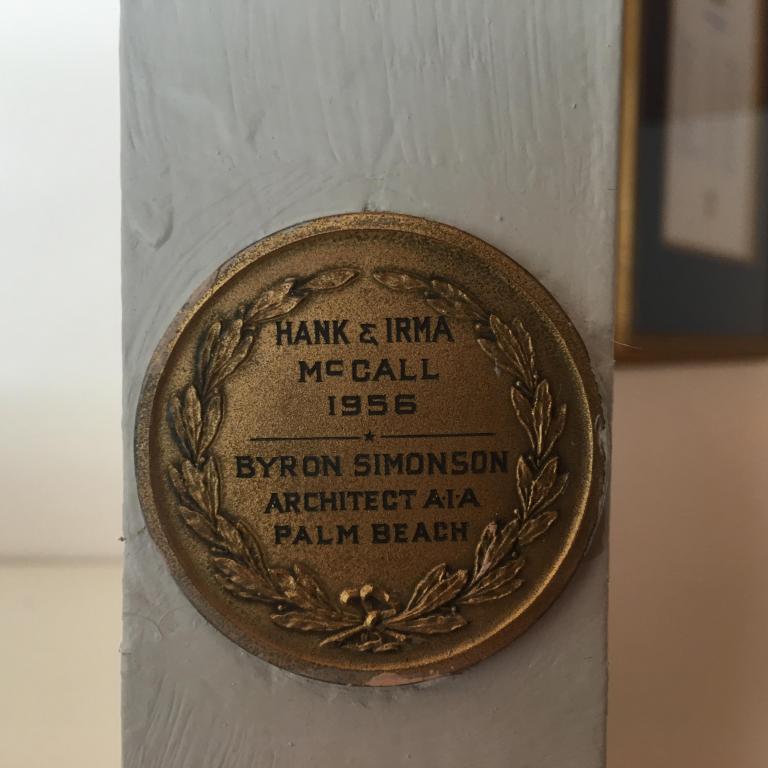 HANK & IRMA
McCALL
1956
BYRON SIMONSON
ARCHITECT A·I·A
PALM BEACH